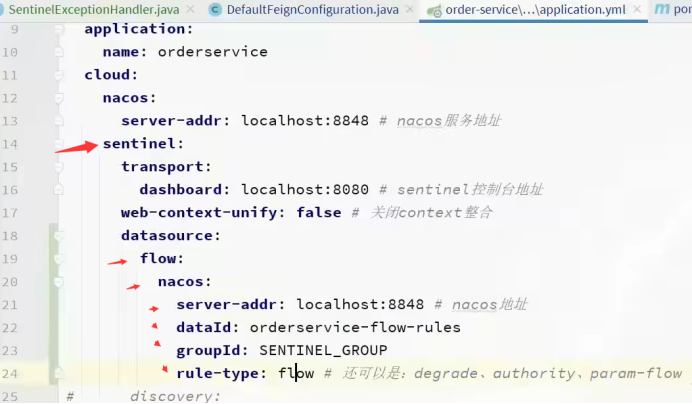 SentinelExceptionHandler.java × DefaultFeignConfiguration.java × order-service\...\application.yml × por
9 application:
10 name: orderservice
11 cloud:
12 nacos:
13 server-addr: localhost:8848 # nacos服务地址
14 sentinel:
15 transport:
16 dashboard: localhost:8080 # sentinel控制台地址
17 web-context-unify: false # 关闭context整合
18 datasource:
19 flow:
20 nacos:
21 server-addr: localhost:8848 # nacos地址
22 dataId: orderservice-flow-rules
23 groupId: SENTINEL_GROUP
24 rule-type: flow # 还可以是：degrade、authority、param-flow
25 # discovery: